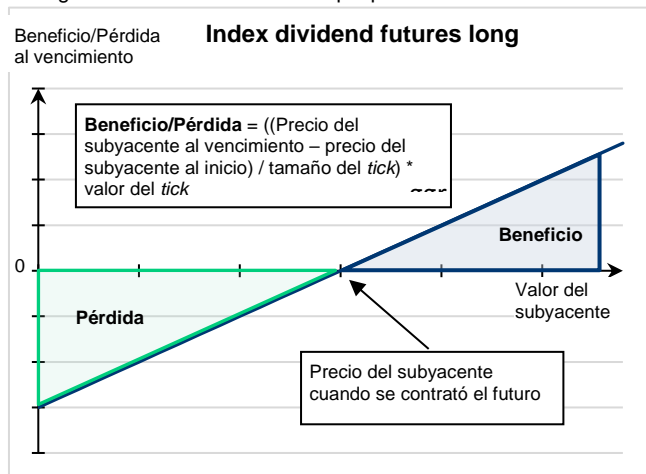 Beneficio/Pérdida
al vencimiento
Index dividend futures long
Beneficio/Pérdida = ((Precio del
subyacente al vencimiento – precio del
subyacente al inicio) / tamaño del tick) *
valor del tick
Beneficio
0
Valor del
subyacente
Pérdida
Precio del subyacente
cuando se contrató el futuro